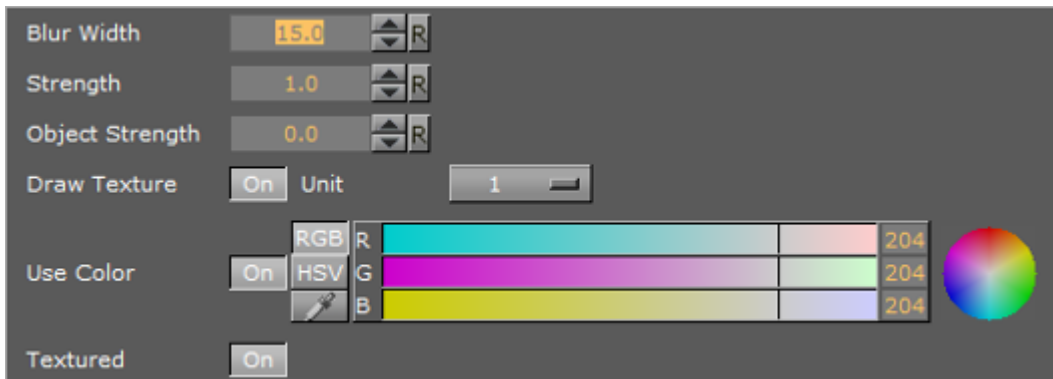 Blur Width 15.0 R
Strength 1.0 R
Object Strength 0.0 R
Draw Texture On Unit 1
RGB R 204
Use Color On HSV G 204
B 204
Textured On